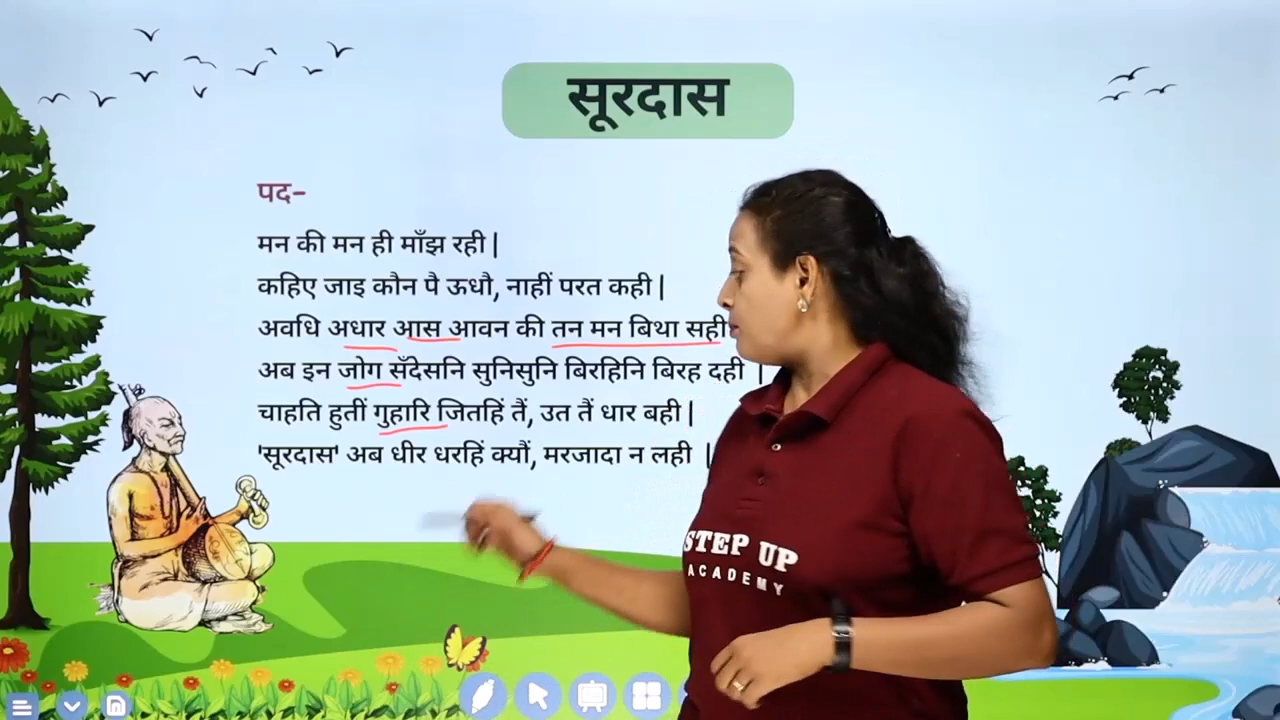 सूरदास
पद-
मन की मन ही माँझ रही |
कहिए जाइ कौन पै ऊधौ, नाहीं परत कही |
अवधि अधार आस आवन की तन मन बिथा सही
अब इन जोग सँदेसनि सुनिसुनि बिरहिनि बिरह दही |
चाहति हुतीं गुहारि जितहिं तैं, उत तैं धार बही |
'सूरदास' अब धीर धरहिं क्यौं, मरजादा न लही |
STEP UP
ACADEMY